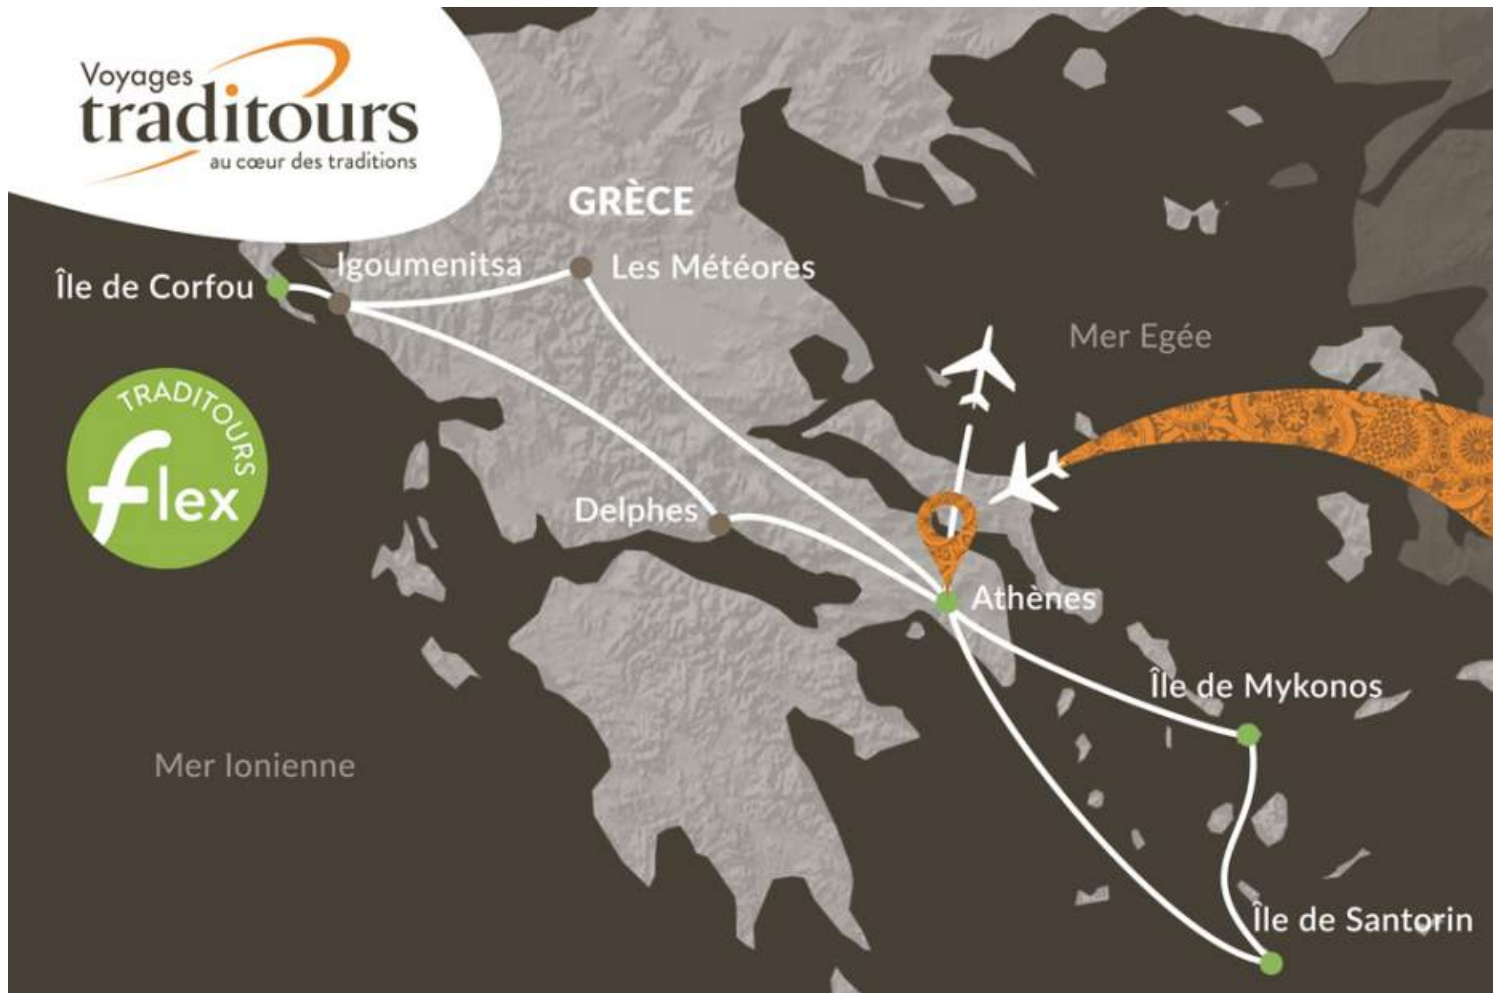 Voyages
traditours
au cœur des traditions
GRÈCE
Igoumenitsa
Les Météores
Île de Corfou
Mer Egée
TRADITOURS
flex
Delphes
Athènes
Île de Mykonos
Mer Ionienne
Île de Santorin